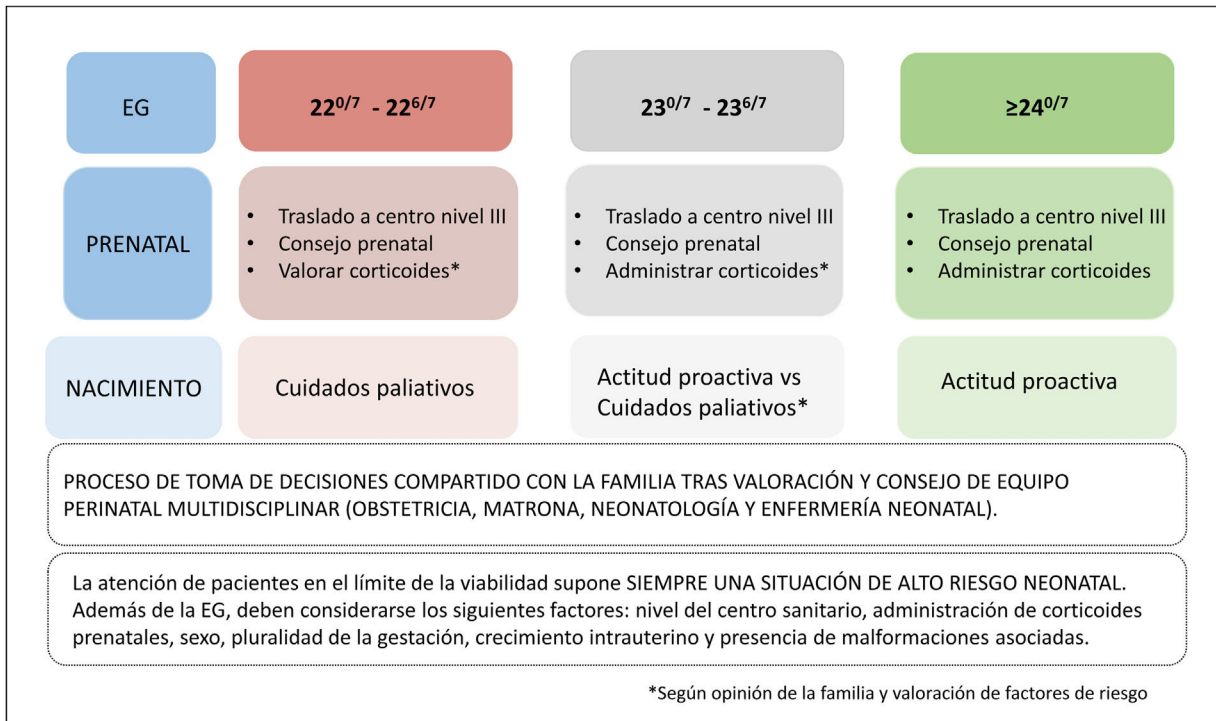 EG
22 0/7 - 22 6/7
23 0/7 - 23 6/7
≥24 0/7
PRENATAL
• Traslado a centro nivel III
• Consejo prenatal
• Valorar corticoides*
• Traslado a centro nivel III
• Consejo prenatal
• Administrar corticoides*
• Traslado a centro nivel III
• Consejo prenatal
• Administrar corticoides
NACIMIENTO
Cuidados paliativos
Actitud proactiva vs
Cuidados paliativos*
Actitud proactiva
PROCESO DE TOMA DE DECISIONES COMPARTIDO CON LA FAMILIA TRAS VALORACIÓN Y CONSEJO DE EQUIPO
PERINATAL MULTIDISCIPLINAR (OBSTETRICIA, MATRONA, NEONATOLOGÍA Y ENFERMERÍA NEONATAL).
La atención de pacientes en el límite de la viabilidad supone SIEMPRE UNA SITUACIÓN DE ALTO RIESGO NEONATAL.
Además de la EG, deben considerarse los siguientes factores: nivel del centro sanitario, administración de corticoides
prenatales, sexo, pluralidad de la gestación, crecimiento intrauterino y presencia de malformaciones asociadas.
*Según opinión de la familia y valoración de factores de riesgo